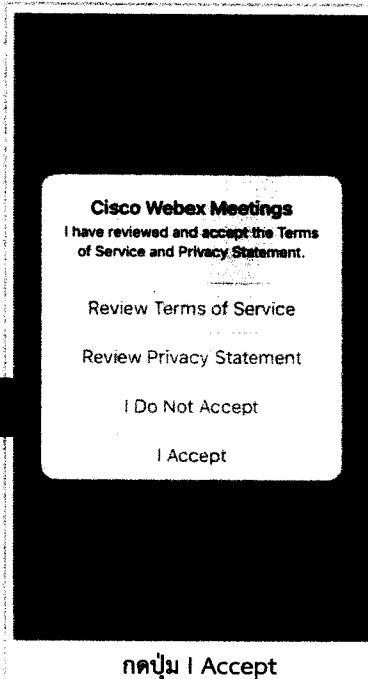 Cisco Webex Meetings
I have reviewed and accept the Terms
of Service and Privacy Statement.
Review Terms of Service
Review Privacy Statement
I Do Not Accept
I Accept
กดปุ่ม I Accept